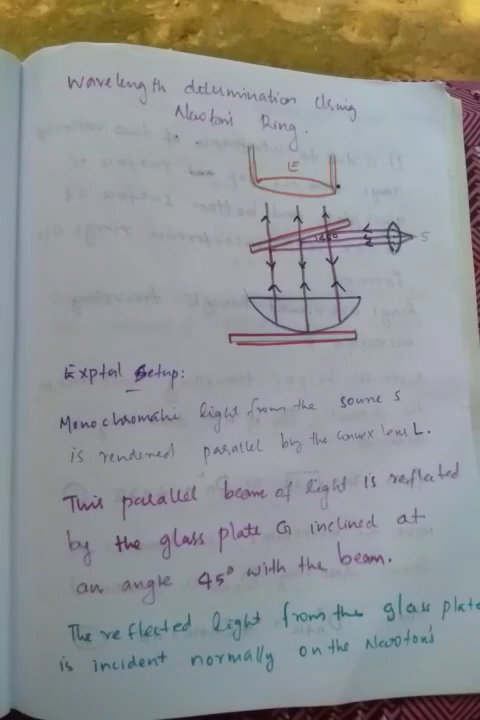 Wavelength detumination Using
Newton's Ring.
E
45°
S
Exptal Setup:
Monochromatic light from the source S
is rendered parallel by the convex lens L.
This parallel beam of light is reflected
by the glass plate G inclined at
an angle 45° with the beam.
The reflected light from the glass plate
is incident normally on the Newton's